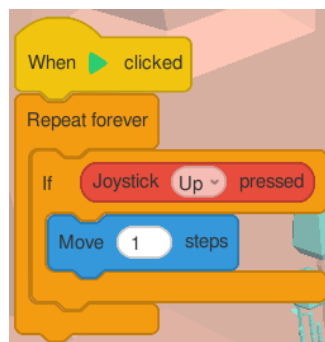 When clicked
Repeat forever
If Joystick Up pressed
Move 1 steps